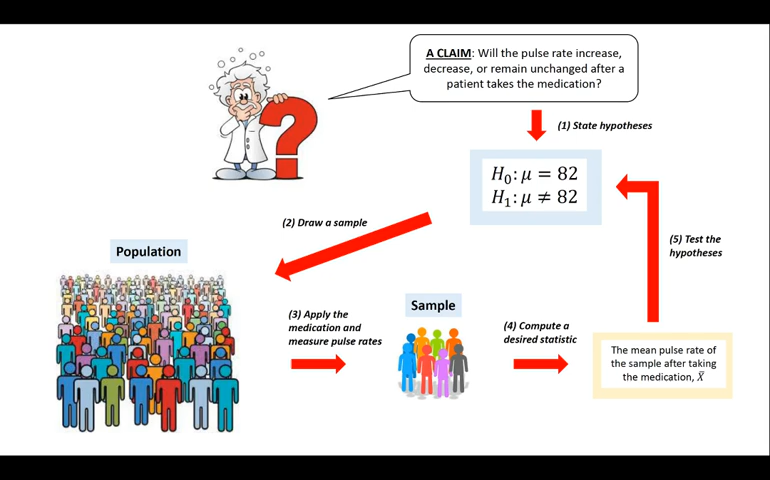 A CLAIM: Will the pulse rate increase,
decrease, or remain unchanged after a
patient takes the medication?
(1) State hypotheses
H₀: μ = 82
H₁: μ ≠ 82
(2) Draw a sample
(5) Test the
hypotheses
Population
(3) Apply the
medication and
measure pulse rates
Sample
(4) Compute a
desired statistic
The mean pulse rate of
the sample after taking
the medication, X̄